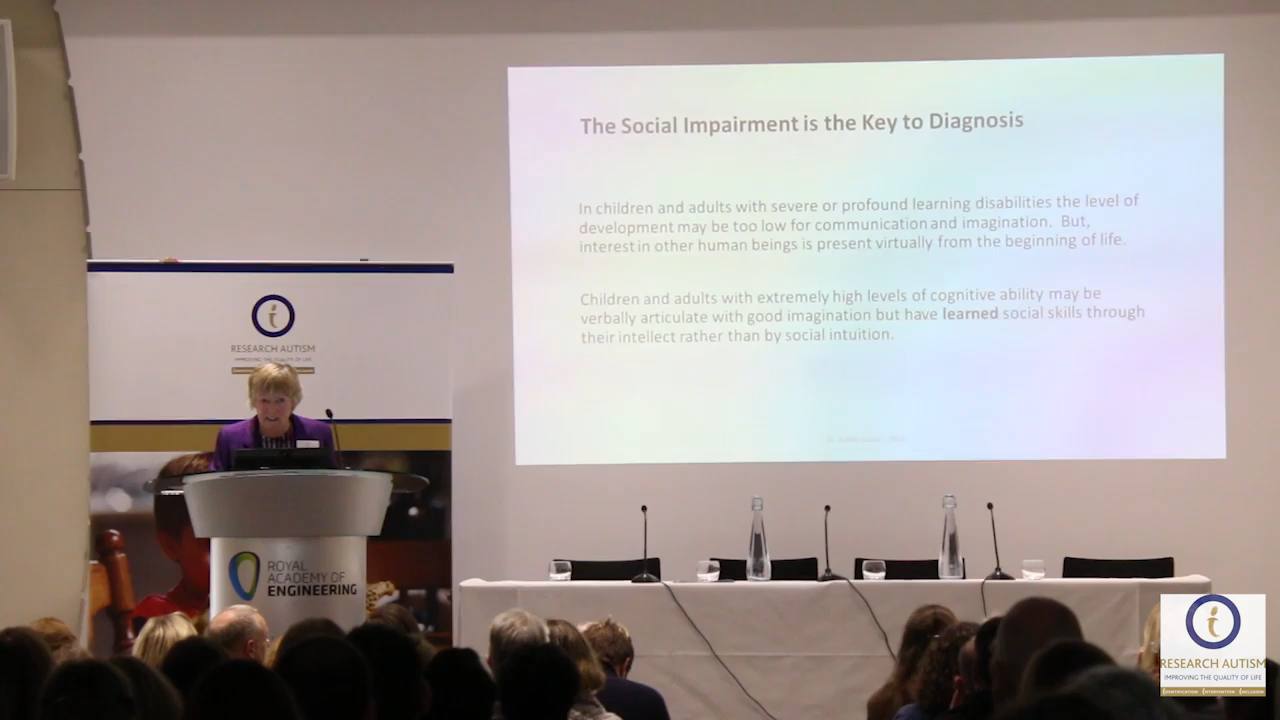 The Social Impairment is the Key to Diagnosis
In children and adults with severe or profound learning disabilities the level of
development may be too low for communication and imagination. But,
interest in other human beings is present virtually from the beginning of life.
Children and adults with extremely high levels of cognitive ability may be
verbally articulate with good imagination but have learned social skills through
their intellect rather than by social intuition.
RESEARCH AUTISM
IMPROVING THE QUALITY OF LIFE
ROYAL
ACADEMY OF
ENGINEERING
RESEARCH AUTISM
IMPROVING THE QUALITY OF LIFE
IDENTIFICATION INTERVENTION INCLUSION